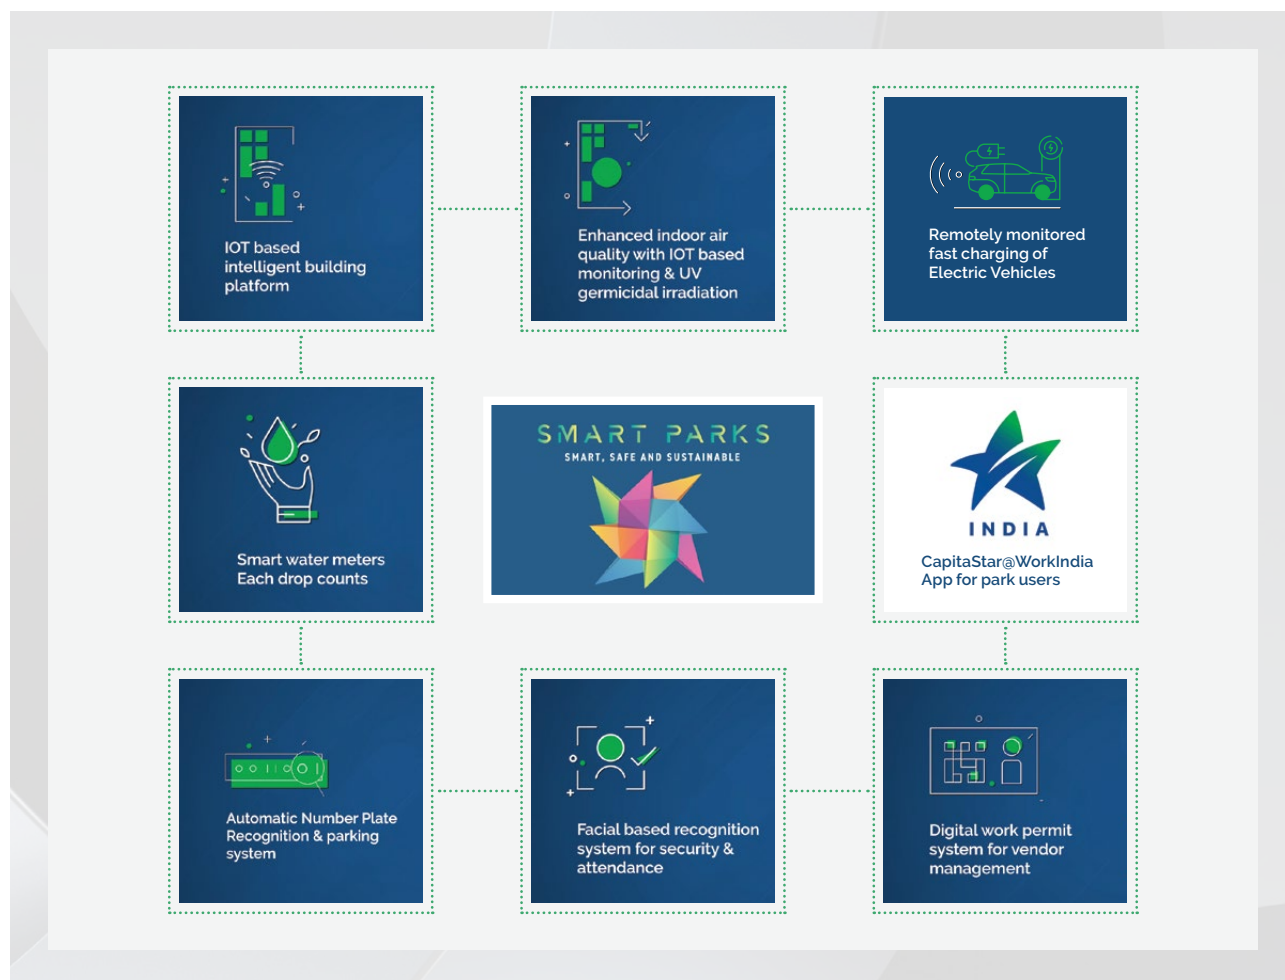 IOT based
intelligent building
platform
Enhanced indoor air
quality with IOT based
monitoring & UV
germicidal irradiation
Remotely monitored
fast charging of
Electric Vehicles
Smart water meters
Each drop counts
SMART PARKS
SMART, SAFE AND SUSTAINABLE
INDIA
CapitaStar@WorkIndia
App for park users
Automatic Number Plate
Recognition & parking
system
Facial based recognition
system for security &
attendance
Digital work permit
system for vendor
management